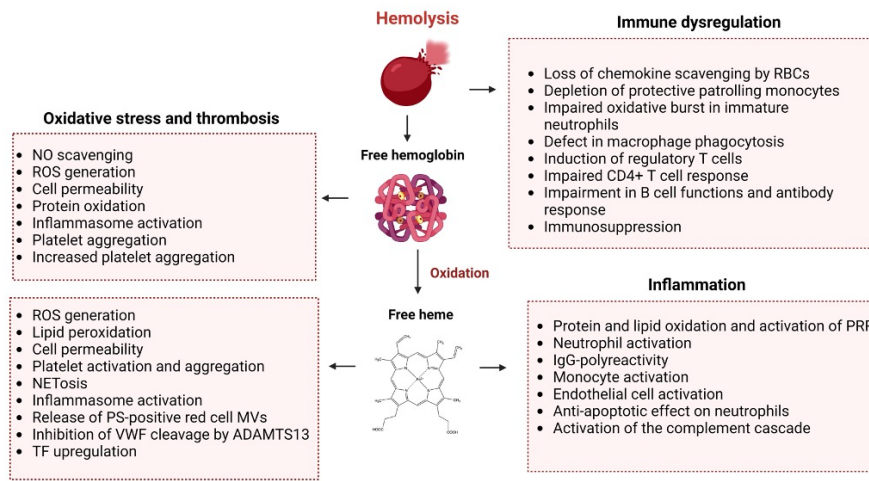 Hemolysis
Immune dysregulation
Loss of chemokine scavenging by RBCs
Depletion of protective patrolling monocytes
Impaired oxidative burst in immature
neutrophils
Defect in macrophage phagocytosis
Induction of regulatory T cells
Impaired CD4+ T cell response
Impairment in B cell functions and antibody
response
Immunosuppression
Oxidative stress and thrombosis
NO scavenging
ROS generation
Cell permeability
Protein oxidation
Inflammasome activation
Platelet aggregation
Increased platelet aggregation
Free hemoglobin
Oxidation
Free heme
ROS generation
Lipid peroxidation
Cell permeability
Platelet activation and aggregation
NETosis
Inflammasome activation
Release of PS-positive red cell MVs
Inhibition of VWF cleavage by ADAMTS13
TF upregulation
Inflammation
Protein and lipid oxidation and activation of PRR
Neutrophil activation
IgG-polyreactivity
Monocyte activation
Endothelial cell activation
Anti-apoptotic effect on neutrophils
Activation of the complement cascade